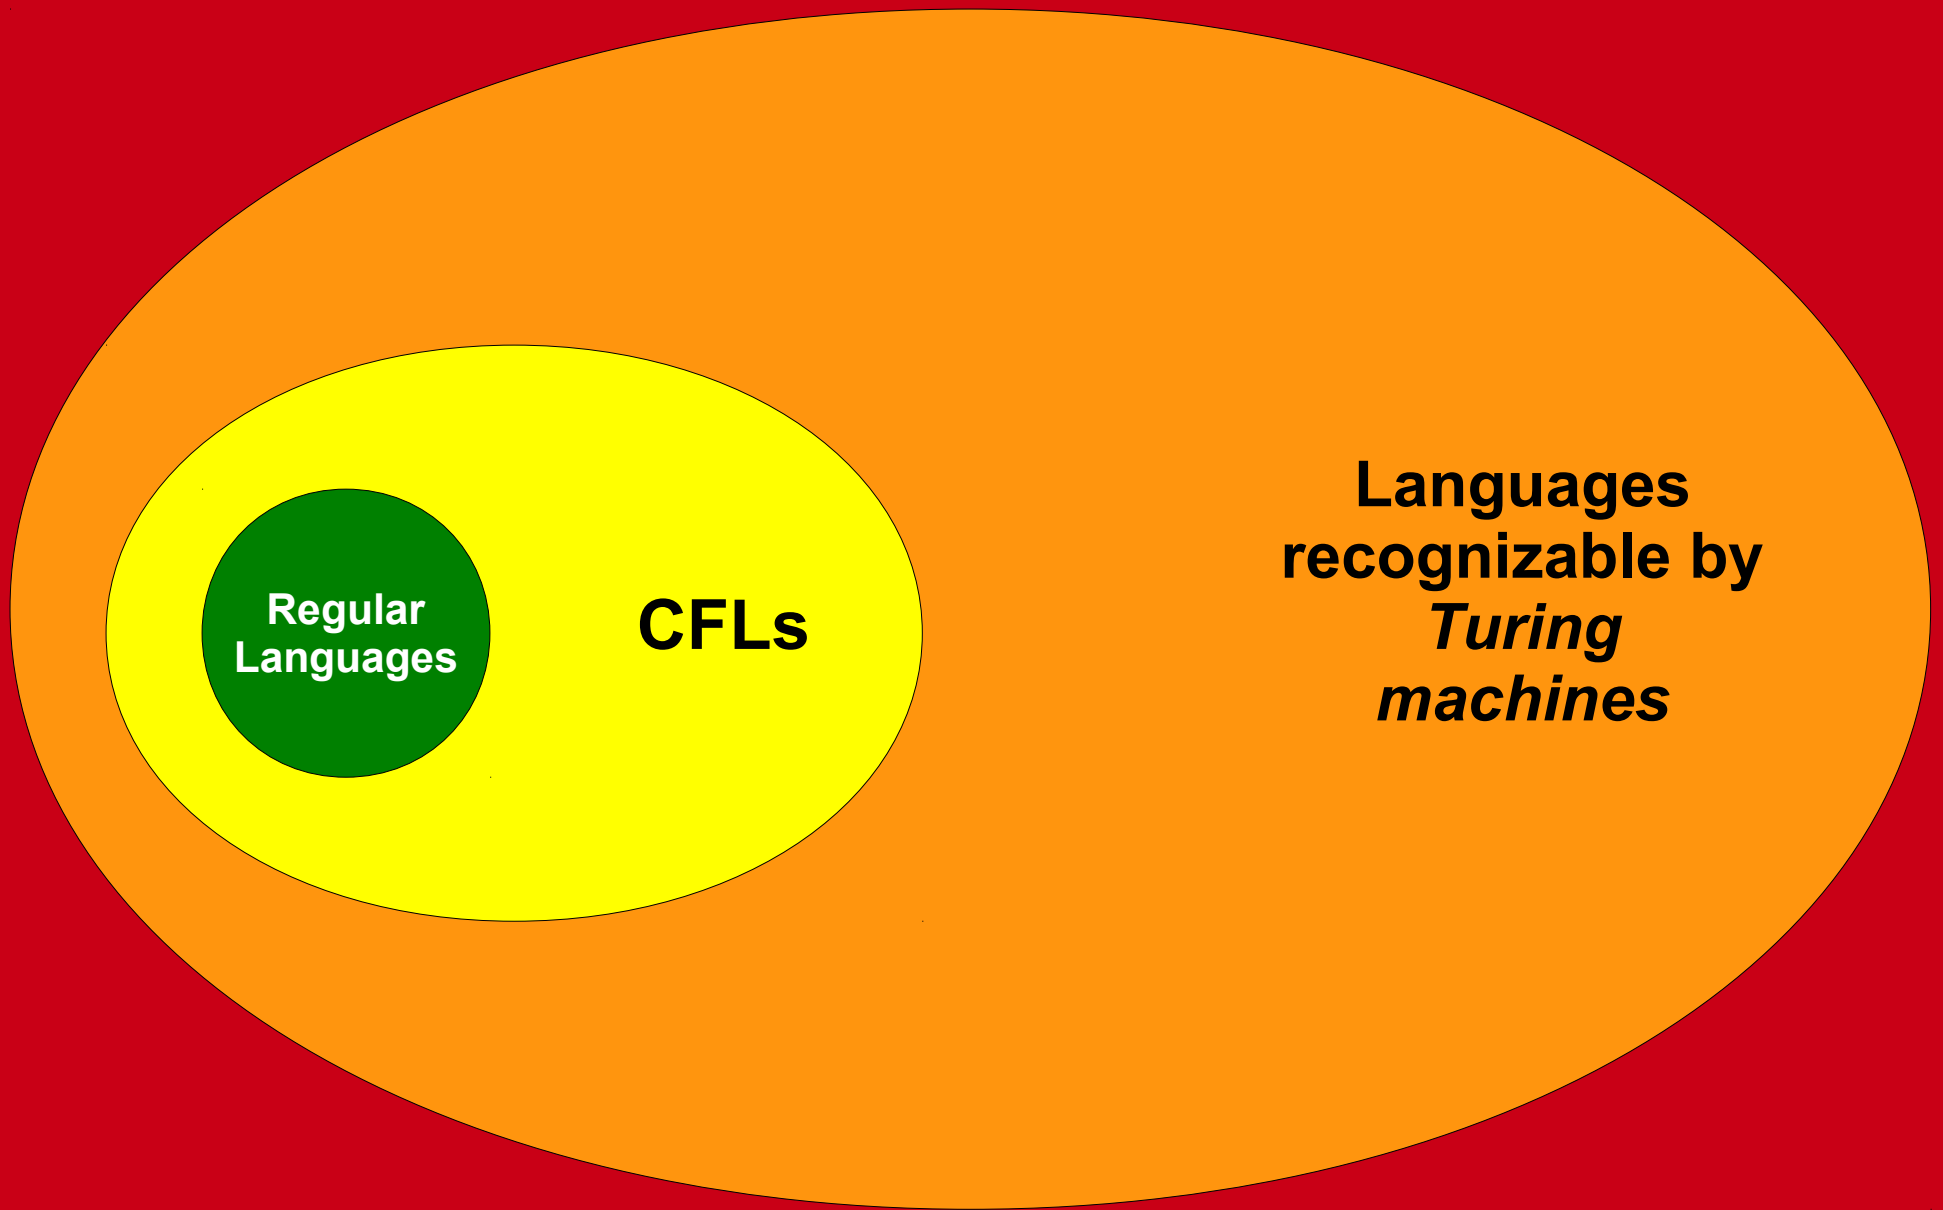 Regular
Languages
CFLs
Languages
recognizable by
Turing
machines